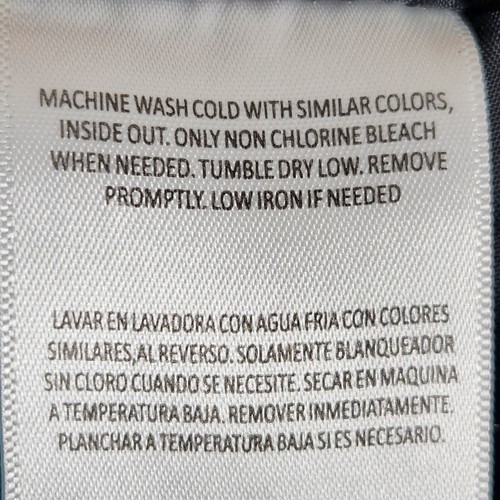 MACHINE WASH COLD WITH SIMILAR COLORS,
INSIDE OUT. ONLY NON CHLORINE BLEACH
WHEN NEEDED. TUMBLE DRY LOW. REMOVE
PROMPTLY. LOW IRON IF NEEDED
LAVAR EN LAVADORA CON AGUA FRIA CON COLORES
SIMILARES,AL REVERSO. SOLAMENTE BLANQUEADOR
SIN CLORO CUANDO SE NECESITE. SECAR EN MAQUINA
A TEMPERATURA BAJA. REMOVER INMEDIATAMENTE.
PLANCHAR A TEMPERATURA BAJA SI ES NECESARIO.